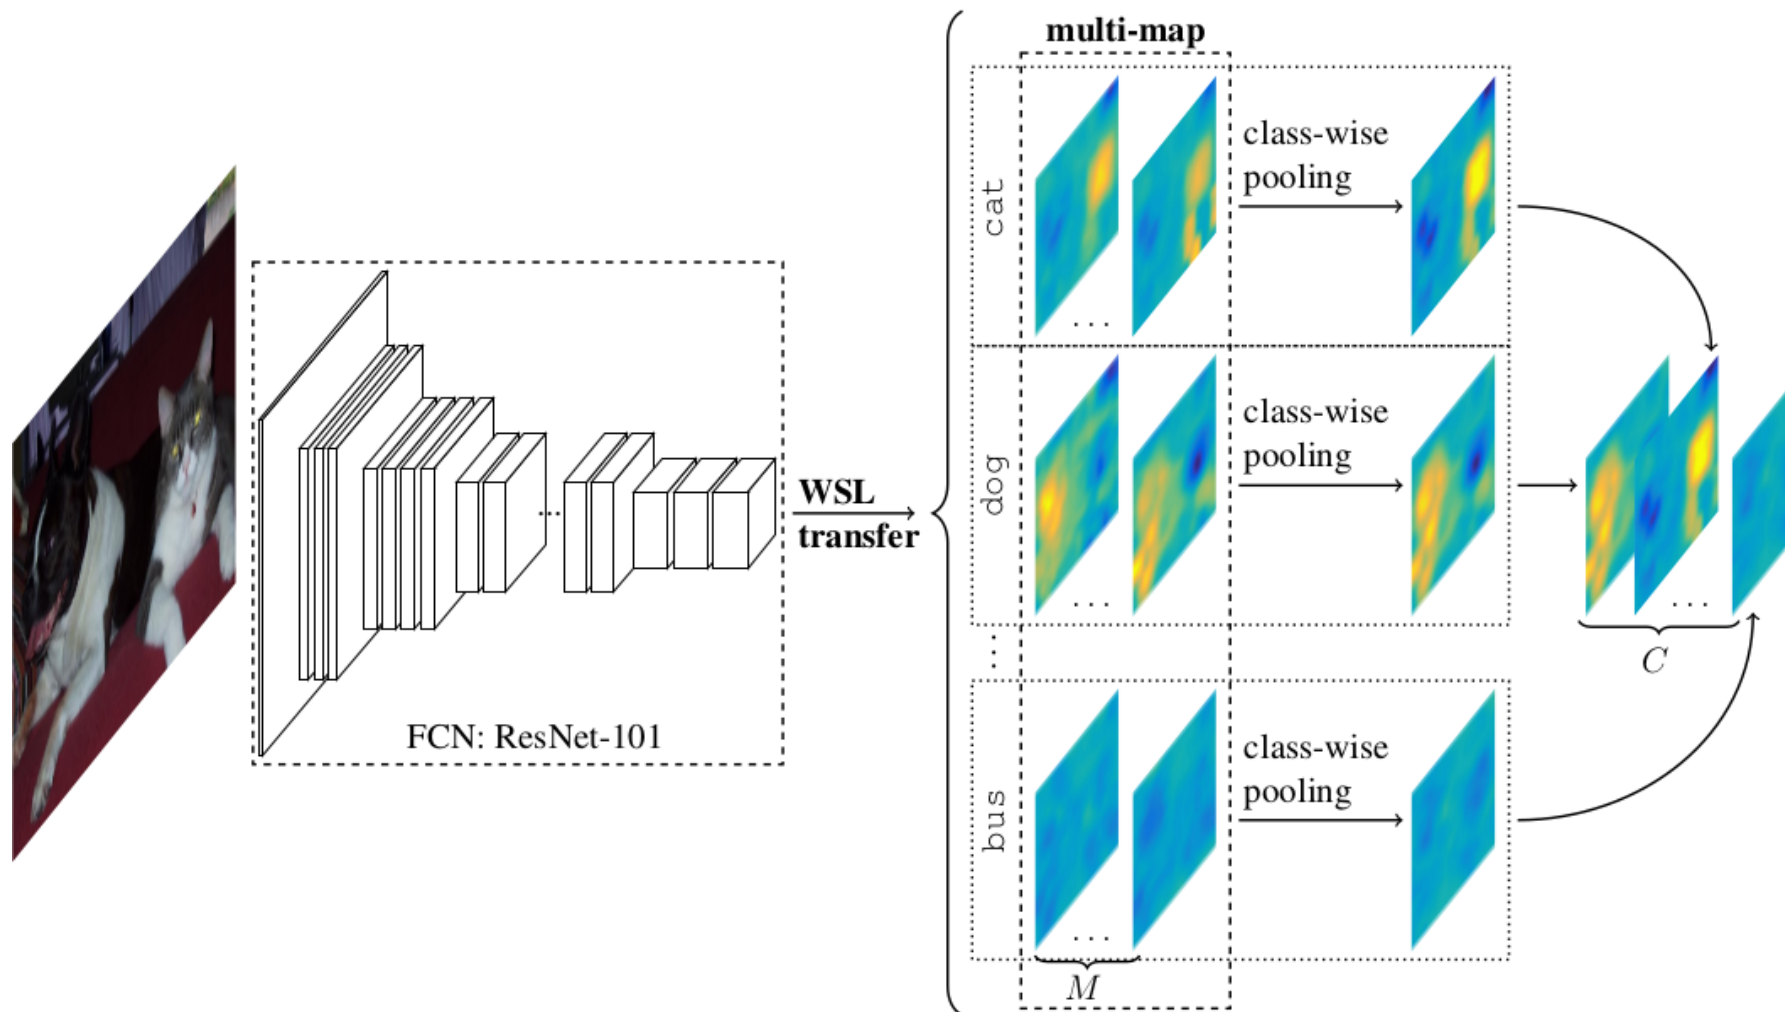 multi-map
cat
class-wise
pooling
. . .
dog
class-wise
pooling
. . .
. . .
bus
class-wise
pooling
. . .
M
FCN: ResNet-101
...
WSL
transfer
. . .
C